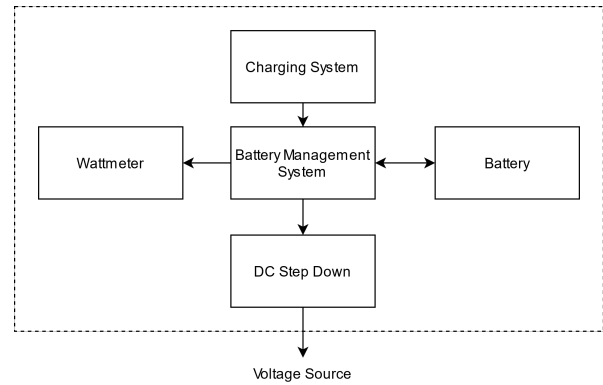 Charging System
Wattmeter
Battery Management
System
Battery
DC Step Down
Voltage Source